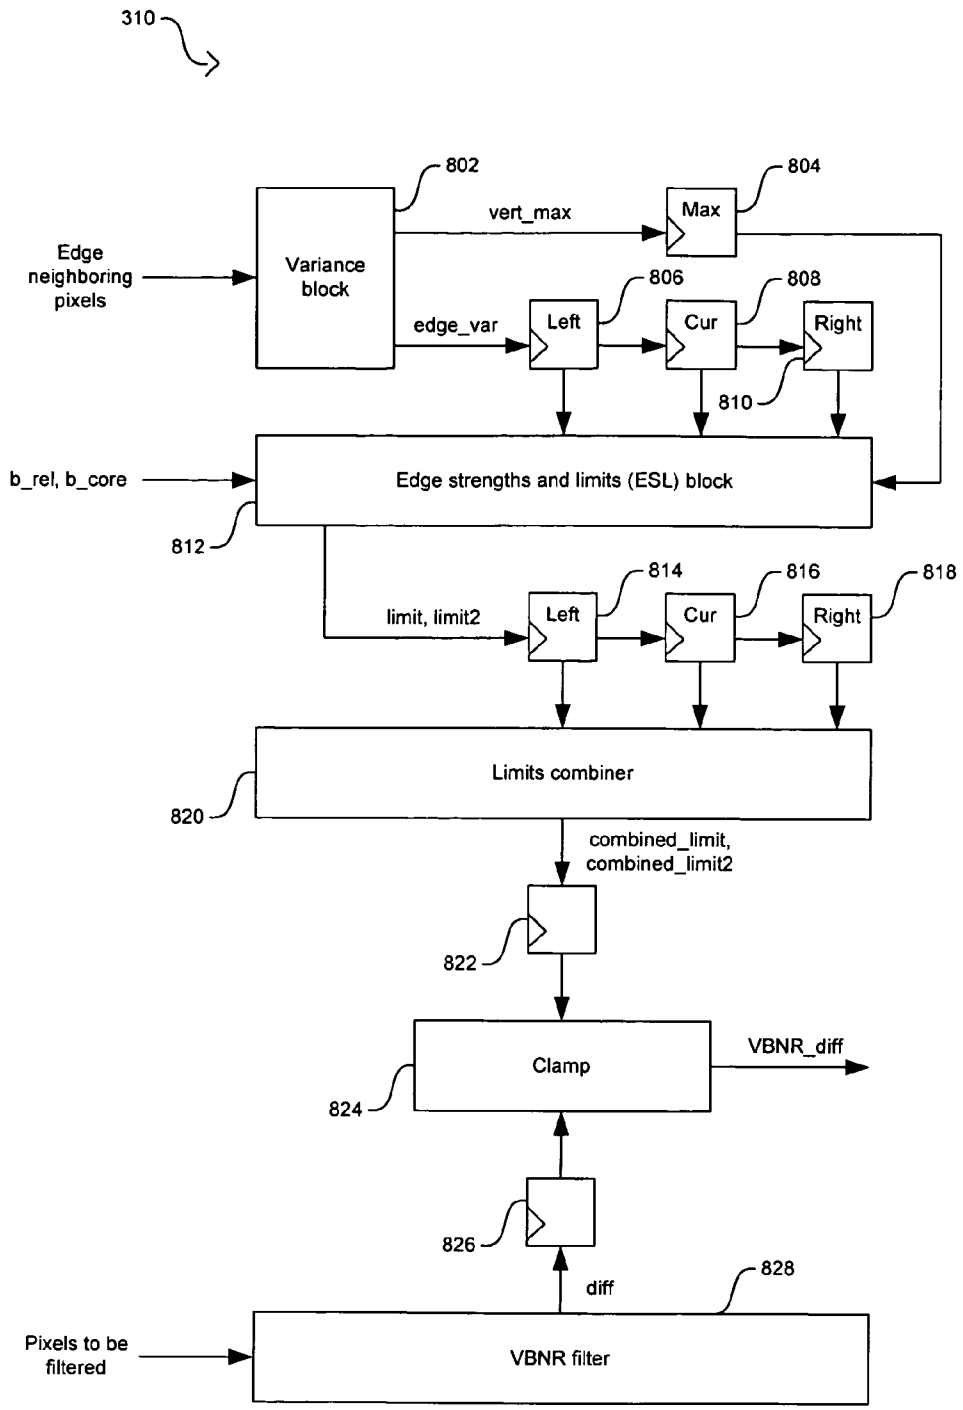 310
802
804
vert_max
Max
Edge
neighboring
pixels
Variance
block
806
808
edge_var
Left
Cur
Right
810
b_rel, b_core
Edge strengths and limits (ESL) block
812
814
816
818
limit, limit2
Left
Cur
Right
Limits combiner
820
combined_limit,
combined_limit2
822
Clamp
VBNR_diff
824
826
diff
828
Pixels to be
filtered
VBNR filter